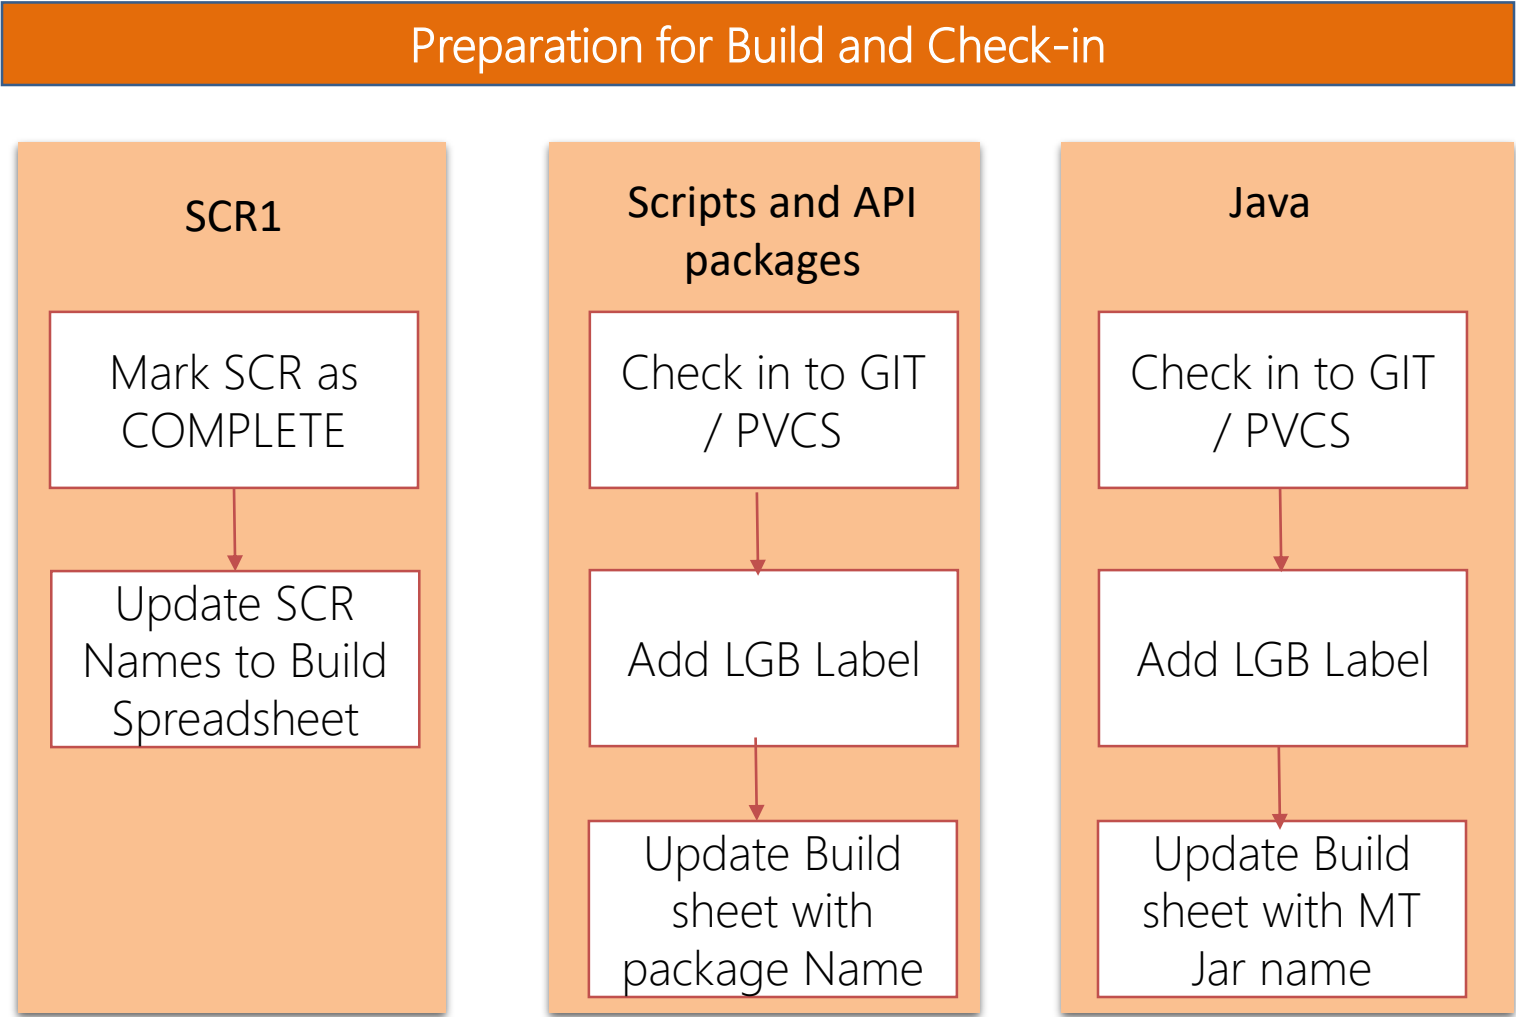 Preparation for Build and Check-in
SCR1
Mark SCR as
COMPLETE
Update SCR
Names to Build
Spreadsheet
Scripts and API
packages
Check in to GIT
/ PVCS
Add LGB Label
Update Build
sheet with
package Name
Java
Check in to GIT
/ PVCS
Add LGB Label
Update Build
sheet with MT
Jar name